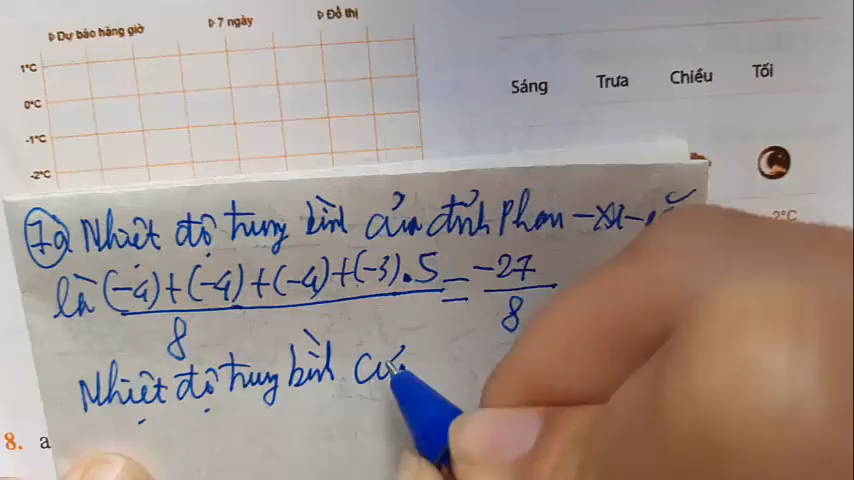 ▷ Dự báo hàng giờ ▷ 7 ngày ▷ Đồ thị
1°C
0°C
-1°C
-2°C
Sáng Trưa Chiều Tối
-2°C
7a Nhiệt độ trung bình của đỉnh Phan-xi-
là (-4)+(-4)+(-4)+(-3).5 = -27
8 8
Nhiệt độ trung bình củ
8. a